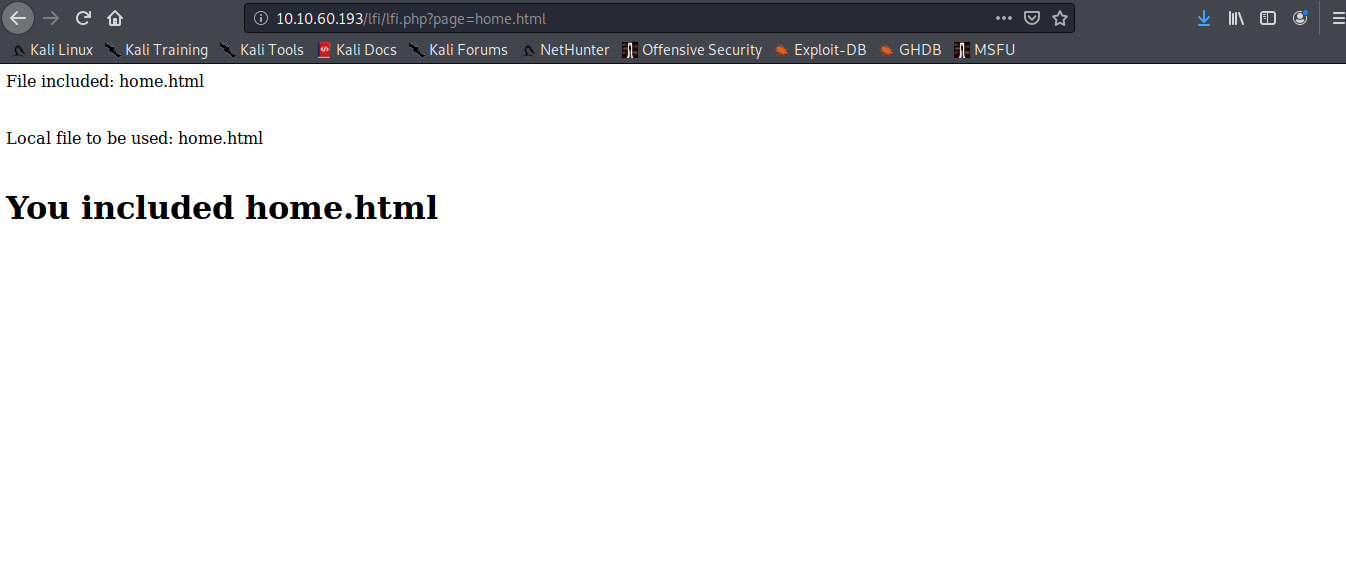 10.10.60.193/lfi/lfi.php?page=home.html
Kali Linux Kali Training Kali Tools Kali Docs Kali Forums NetHunter Offensive Security Exploit-DB GHDB MSFU
File included: home.html
Local file to be used: home.html
You included home.html